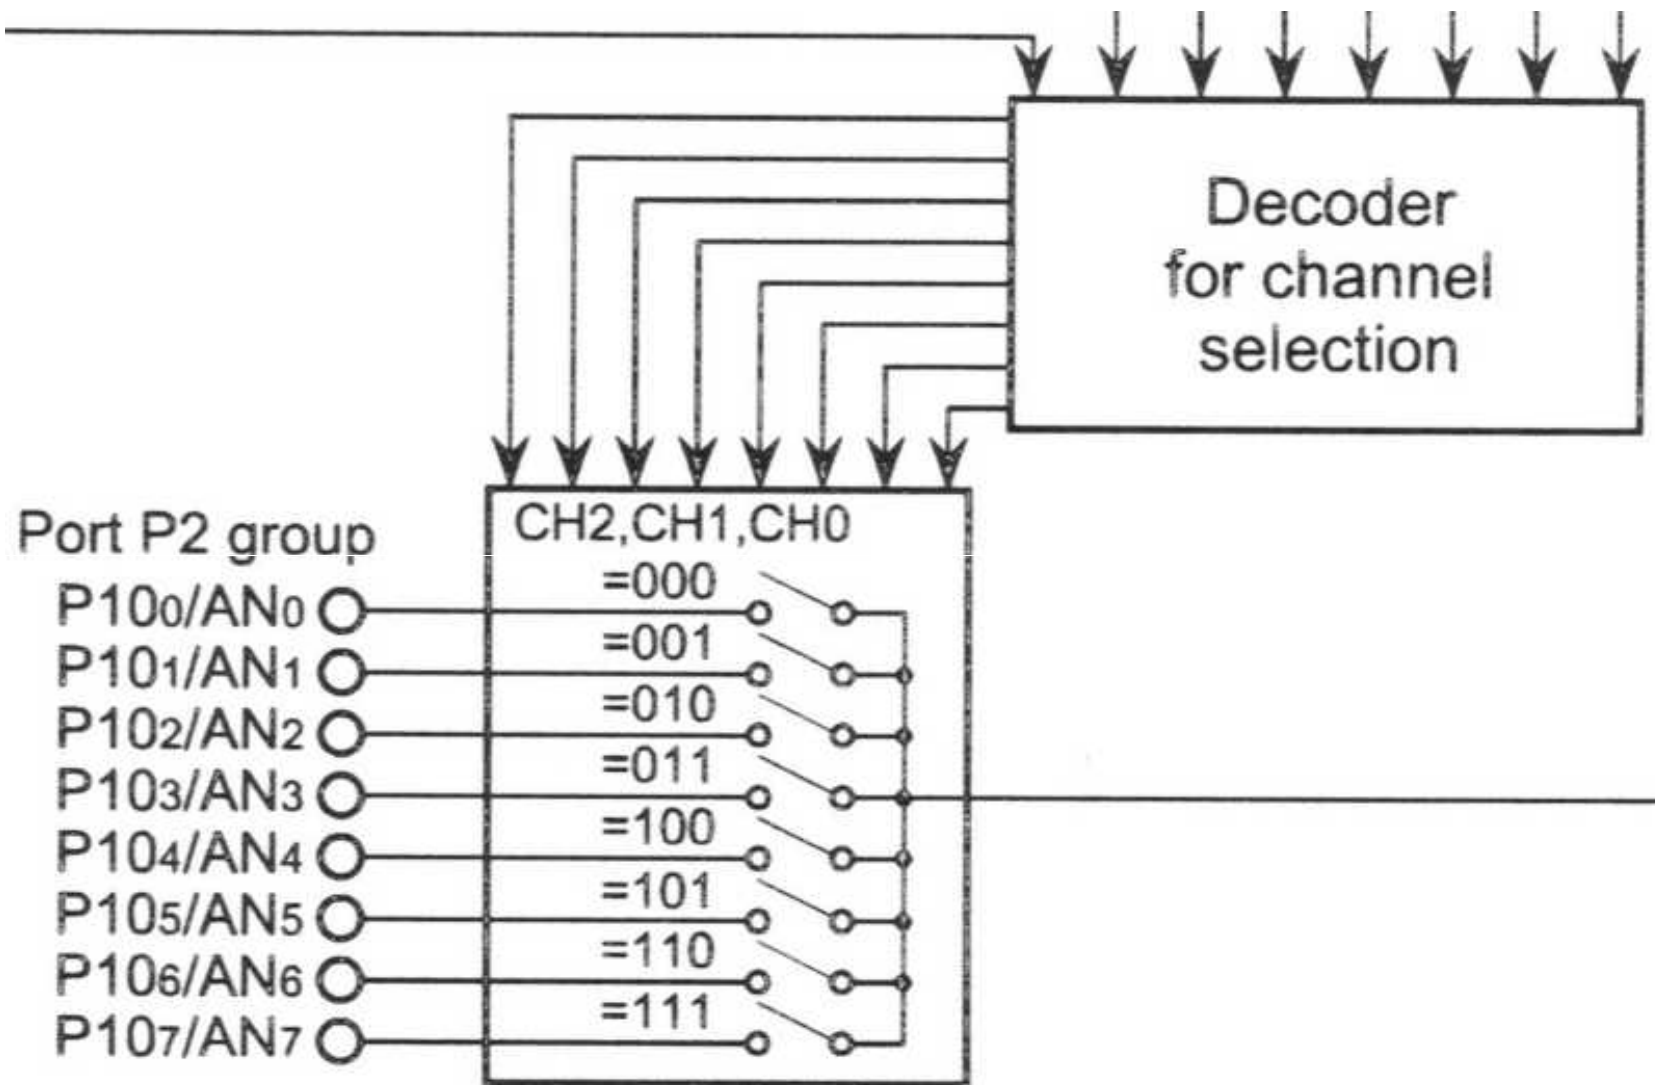 Decoder
for channel
selection
Port P2 group
CH2,CH1,CH0
P100/AN0
=000
P101/AN1
=001
P102/AN2
=010
P103/AN3
=011
P104/AN4
=100
P105/AN5
=101
P106/AN6
=110
P107/AN7
=111